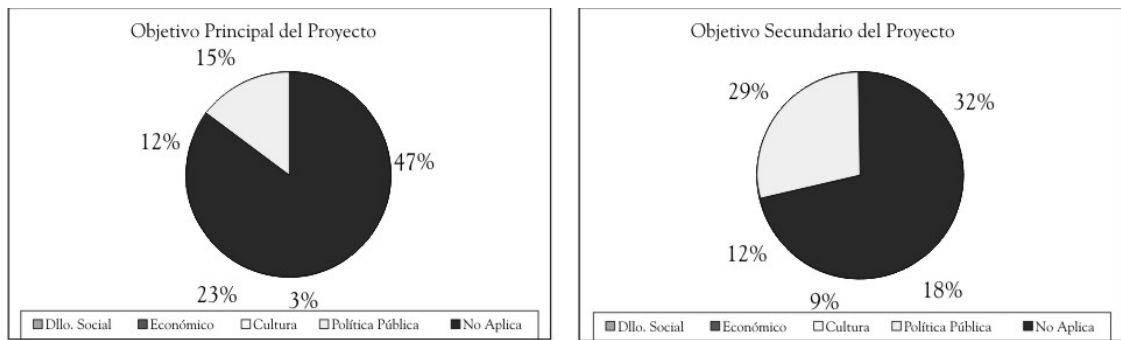 Objetivo Principal del Proyecto
15%
12%
47%
23%
3%
Dllo. Social Económico Cultura Política Pública No Aplica
Objetivo Secundario del Proyecto
29%
32%
12%
18%
9%
Dllo. Social Económico Cultura Política Pública No Aplica